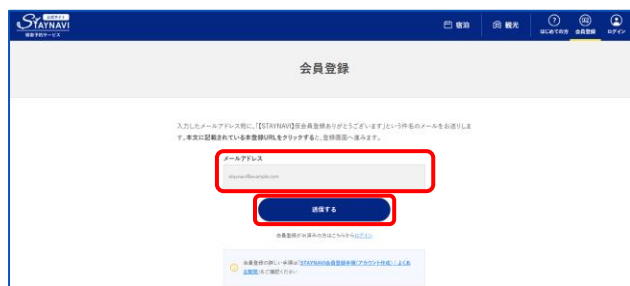 公式サイト
STAYNAVI
宿泊予約サービス
宿泊
観光
はじめての方
会員登録
ログイン
会員登録
入力したメールアドレス宛に、「【STAYNAVI】仮会員登録ありがとうございます」という件名のメールをお送りしま
す。本文に記載されている本登録URLをクリックすると、登録画面へ進みます。
メールアドレス
staynavi@example.com
送信する
会員登録がお済みの方はこちらからログイン
会員登録の詳しい手順は「STAYNAVI会員登録手順（アカウント作成）｜よくあ
る質問」をご確認ください